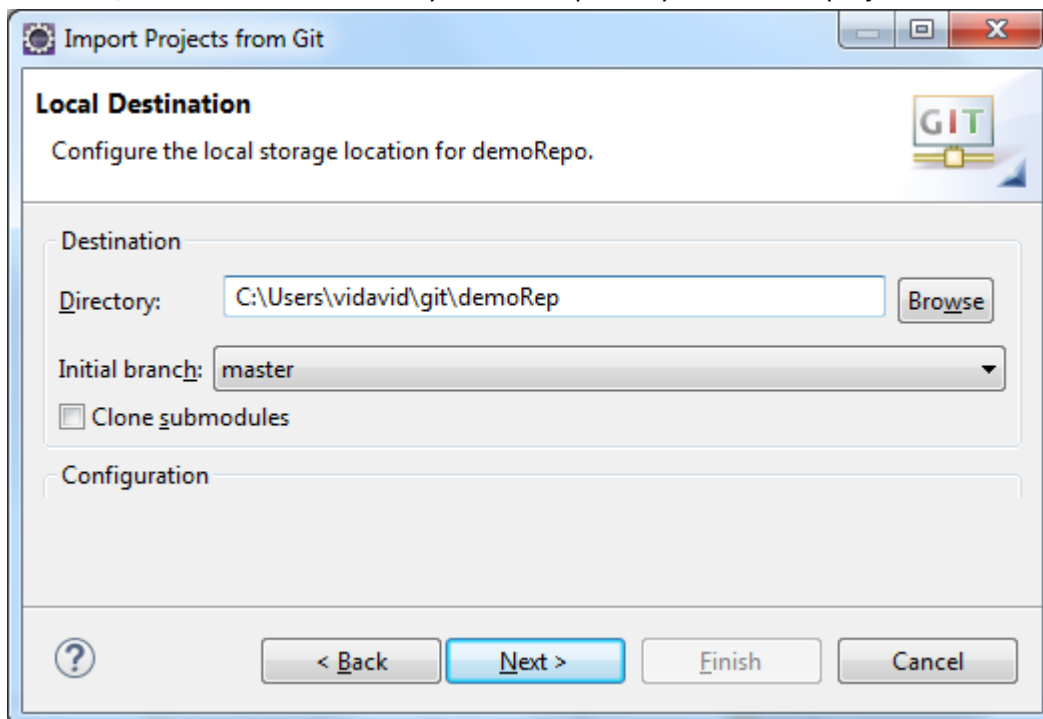 Import Projects from Git
Local Destination
Configure the local storage location for demoRepo.
GIT
Destination
Directory: C:\Users\vidavid\git\demoRep Browse
Initial branch: master
Clone submodules
Configuration
? < Back Next > Finish Cancel